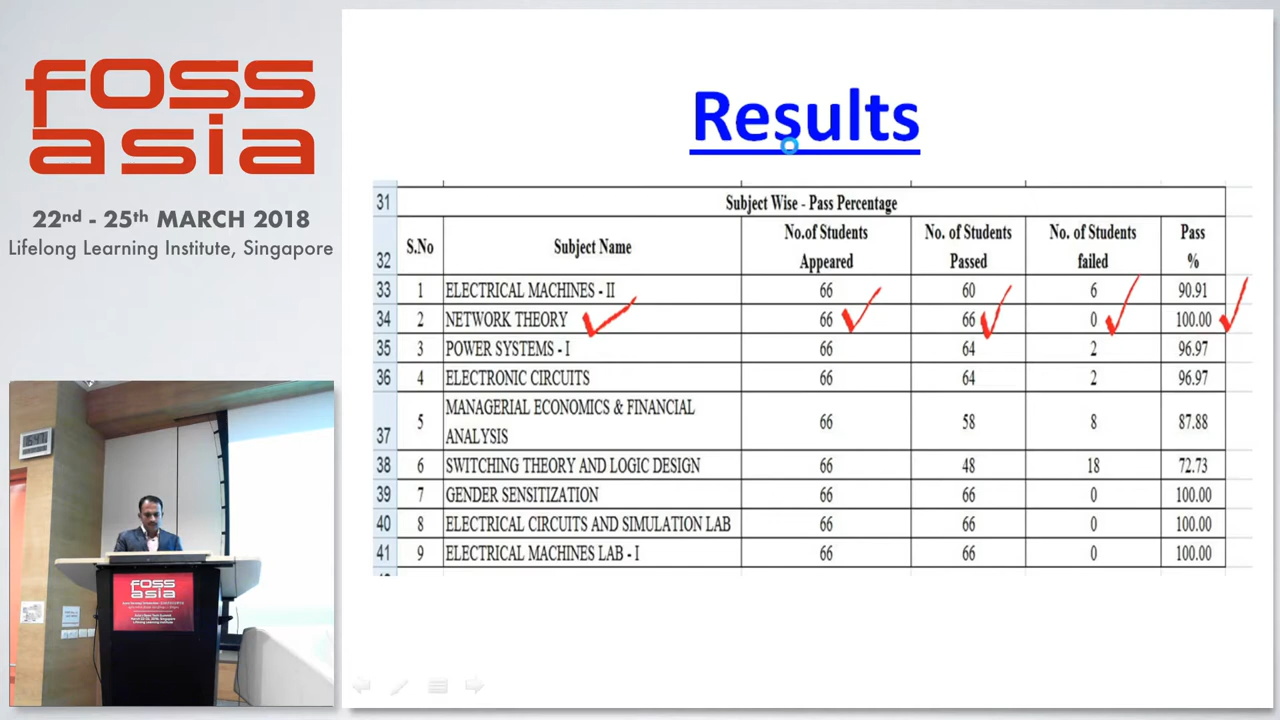 foss
asia
22nd - 25th MARCH 2018
Lifelong Learning Institute, Singapore
Results
31 Subject Wise - Pass Percentage
32 S.No Subject Name No.of Students Appeared No. of Students Passed No. of Students failed Pass %
33 1 ELECTRICAL MACHINES - II 66 60 6 90.91
34 2 NETWORK THEORY 66 66 0 100.00
35 3 POWER SYSTEMS - I 66 64 2 96.97
36 4 ELECTRONIC CIRCUITS 66 64 2 96.97
37 5 MANAGERIAL ECONOMICS & FINANCIAL ANALYSIS 66 58 8 87.88
38 6 SWITCHING THEORY AND LOGIC DESIGN 66 48 18 72.73
39 7 GENDER SENSITIZATION 66 66 0 100.00
40 8 ELECTRICAL CIRCUITS AND SIMULATION LAB 66 66 0 100.00
41 9 ELECTRICAL MACHINES LAB - I 66 66 0 100.00
foss
asia